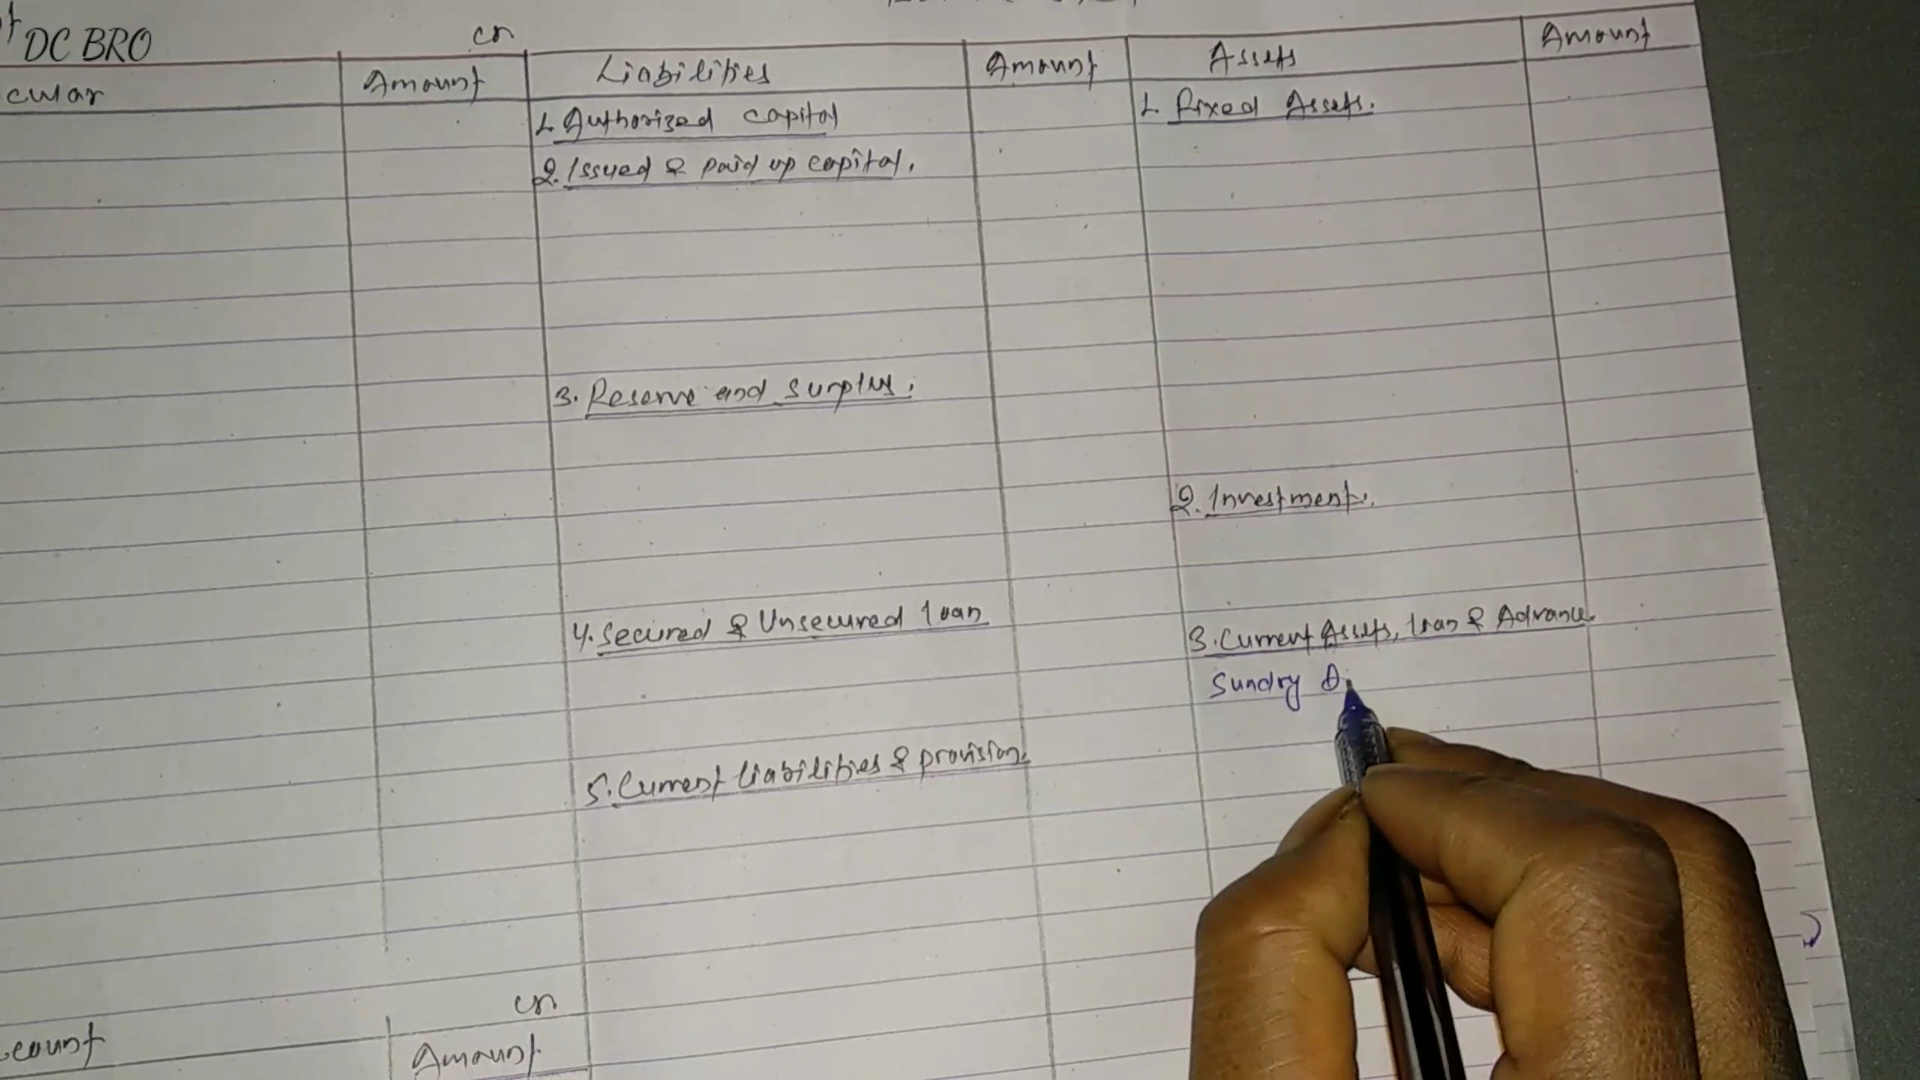 DC BRO
cr
cular
Amount
Liabilities
Amount
Assets
Amount
1. Authorized capital
2. Issued & paid up capital.
3. Reserve and surplus.
4. Secured & Unsecured loan
5. Current liabilities & provision.
1. Fixed Assets.
2. Investment.
3. Current Assets, loan & Advance
Sundry D
cr
count
Amount